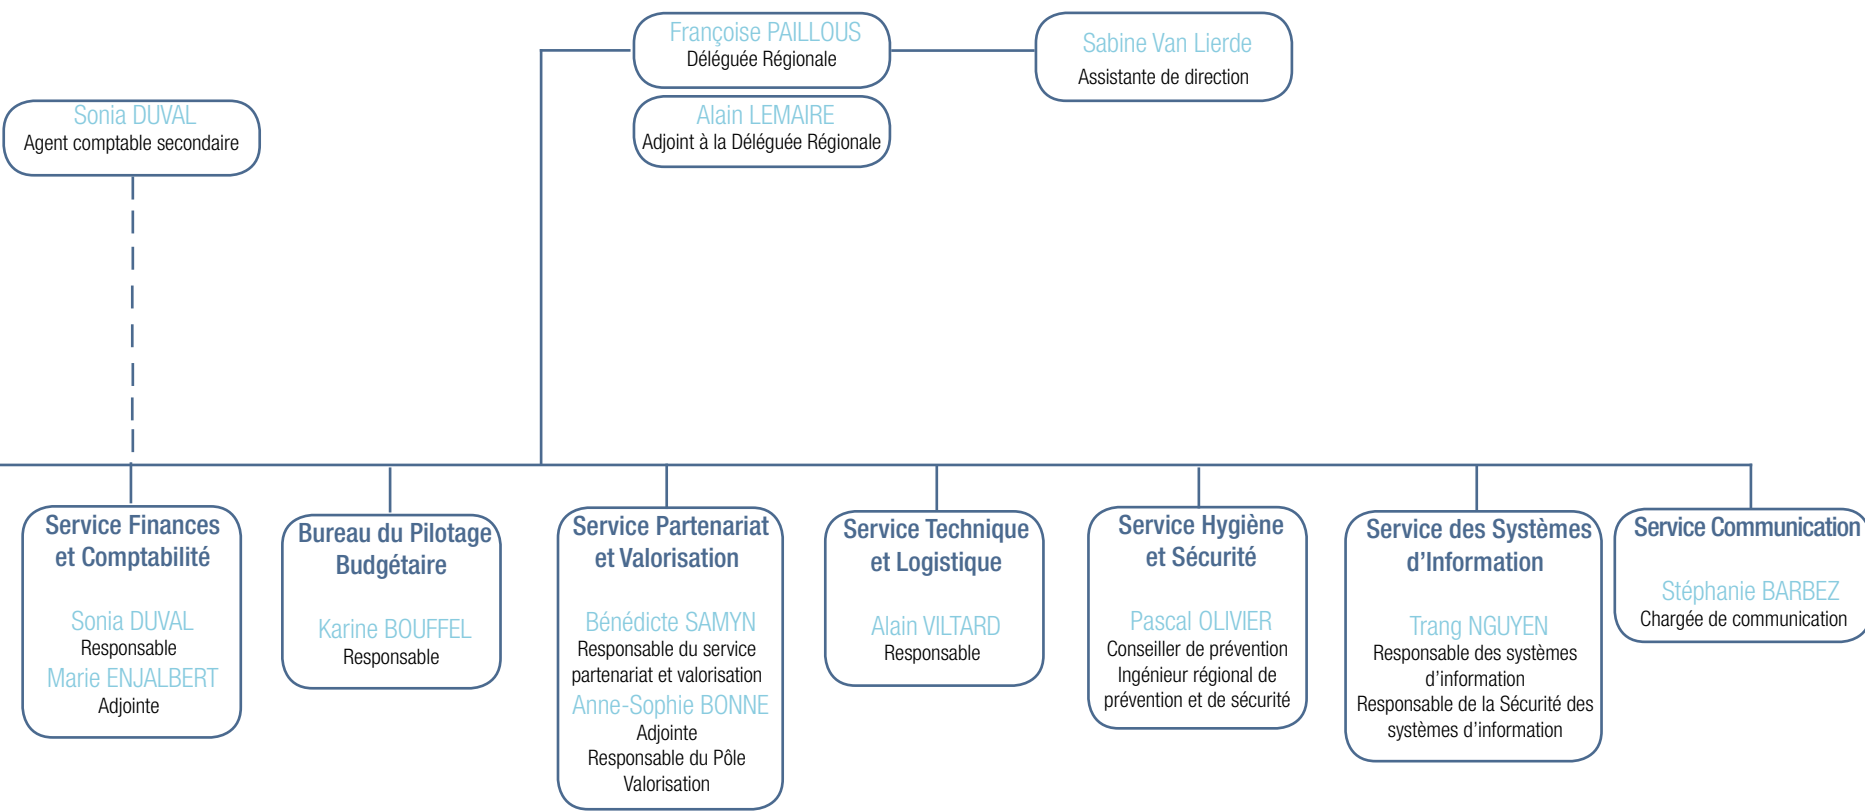 Françoise PAILLOUS
Déléguée Régionale
Sabine Van Lierde
Assistante de direction
Sonia DUVAL
Agent comptable secondaire
Alain LEMAIRE
Adjoint à la Déléguée Régionale
Service Finances
et Comptabilité
Sonia DUVAL
Responsable
Marie ENJALBERT
Adjointe
Bureau du Pilotage
Budgétaire
Karine BOUFFEL
Responsable
Service Partenariat
et Valorisation
Bénédicte SAMYN
Responsable du service
partenariat et valorisation
Anne-Sophie BONNE
Adjointe
Responsable du Pôle
Valorisation
Service Technique
et Logistique
Alain VILTARD
Responsable
Service Hygiène
et Sécurité
Pascal OLIVIER
Conseiller de prévention
Ingénieur régional de
prévention et de sécurité
Service des Systèmes
d’Information
Trang NGUYEN
Responsable des systèmes
d’information
Responsable de la Sécurité des
systèmes d’information
Service Communication
Stéphanie BARBEZ
Chargée de communication